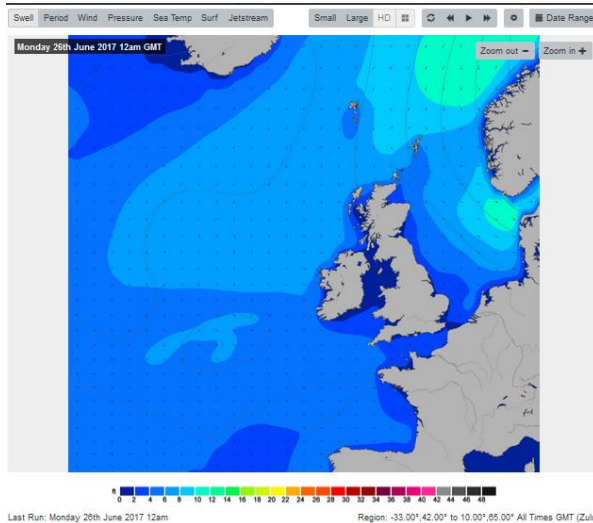 Swell Period Wind Pressure Sea Temp Surf Jetstream Small Large HD Date Range
Monday 26th June 2017 12am GMT Zoom out − Zoom in +
ft 0 2 4 6 8 10 12 14 16 18 20 22 24 26 28 30 32 34 36 38 40 42 44 46 48
Last Run: Monday 26th June 2017 12am Region: -33.00°,42.00° to 10.00°,65.00° All Times GMT (Zulu